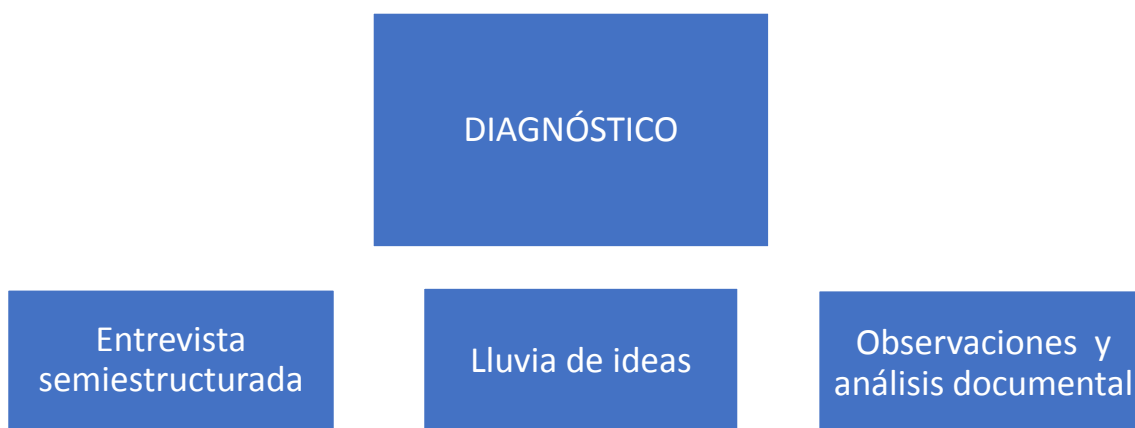 DIAGNÓSTICO
Entrevista
semiestructurada
Lluvia de ideas
Observaciones y
análisis documental